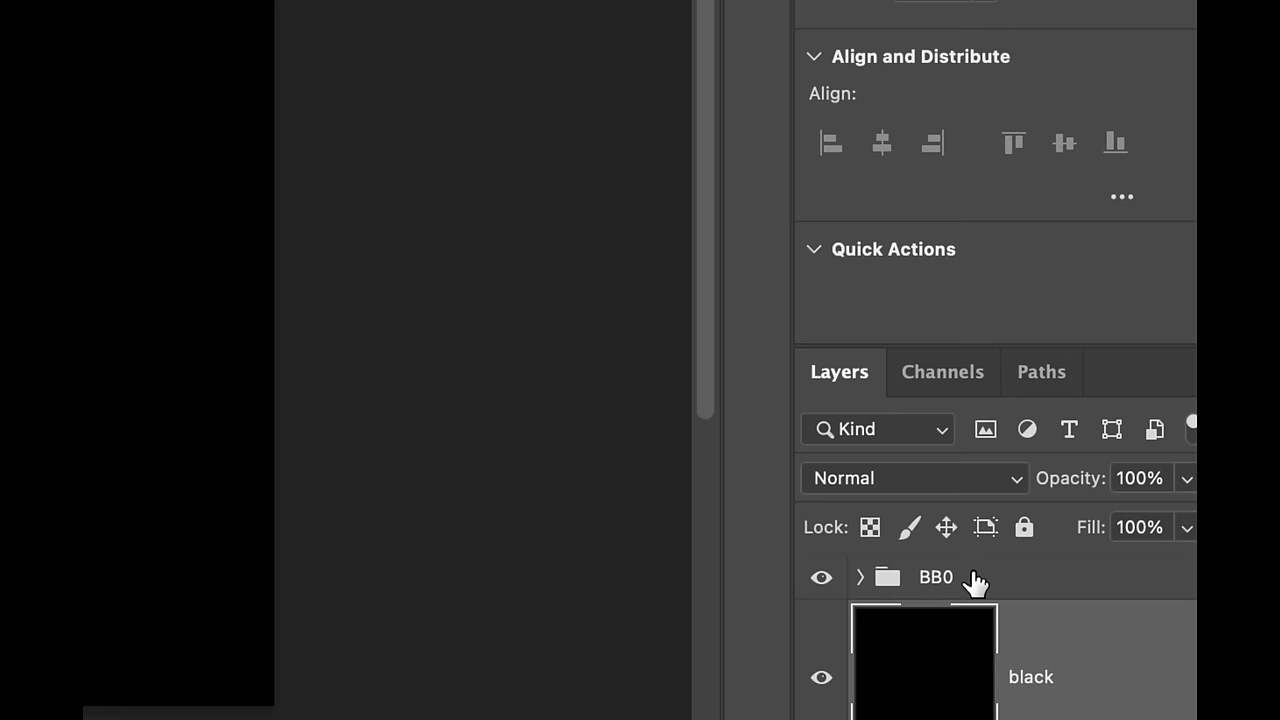 Align and Distribute
Align:
Quick Actions
Layers Channels Paths
Kind
Normal Opacity: 100%
Lock: Fill: 100%
BB0
black